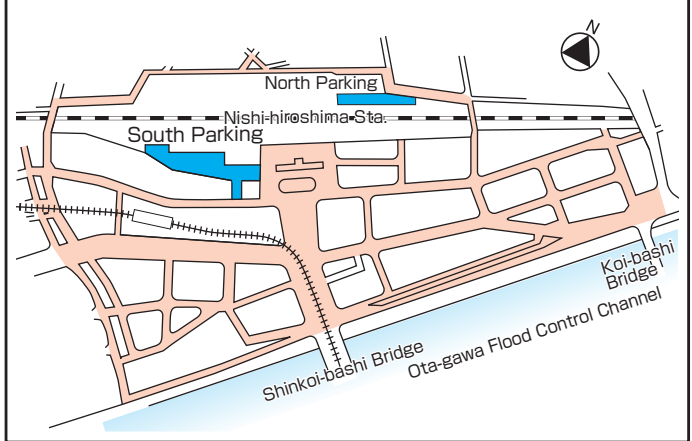 N
North Parking
Nishi-hiroshima Sta.
South Parking
Koi-bashi
Bridge
Ota-gawa Flood Control Channel
Shinkoi-bashi Bridge